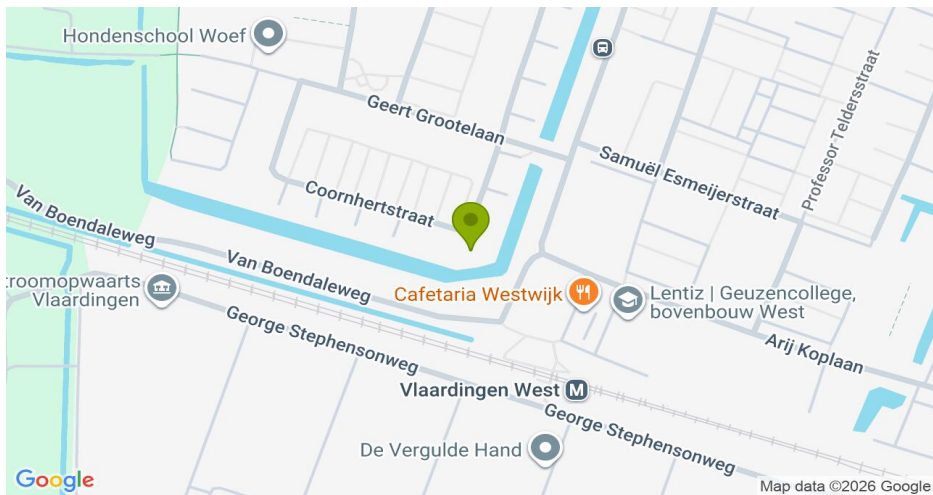 Hondenschool Woef
Geert Grootelaan
Samuël Esmeijerstraat
Professor Teldersstraat
Coornhertstraat
Van Boendaleweg
Van Boendaleweg
troomopwaarts
Vlaardingen
Cafetaria Westwijk
Lentiz | Geuzencollege,
bovenbouw West
George Stephensonweg
Arij Koplaan
Vlaardingen West M
George Stephensonweg
De Vergulde Hand
Google
Map data ©2026 Google